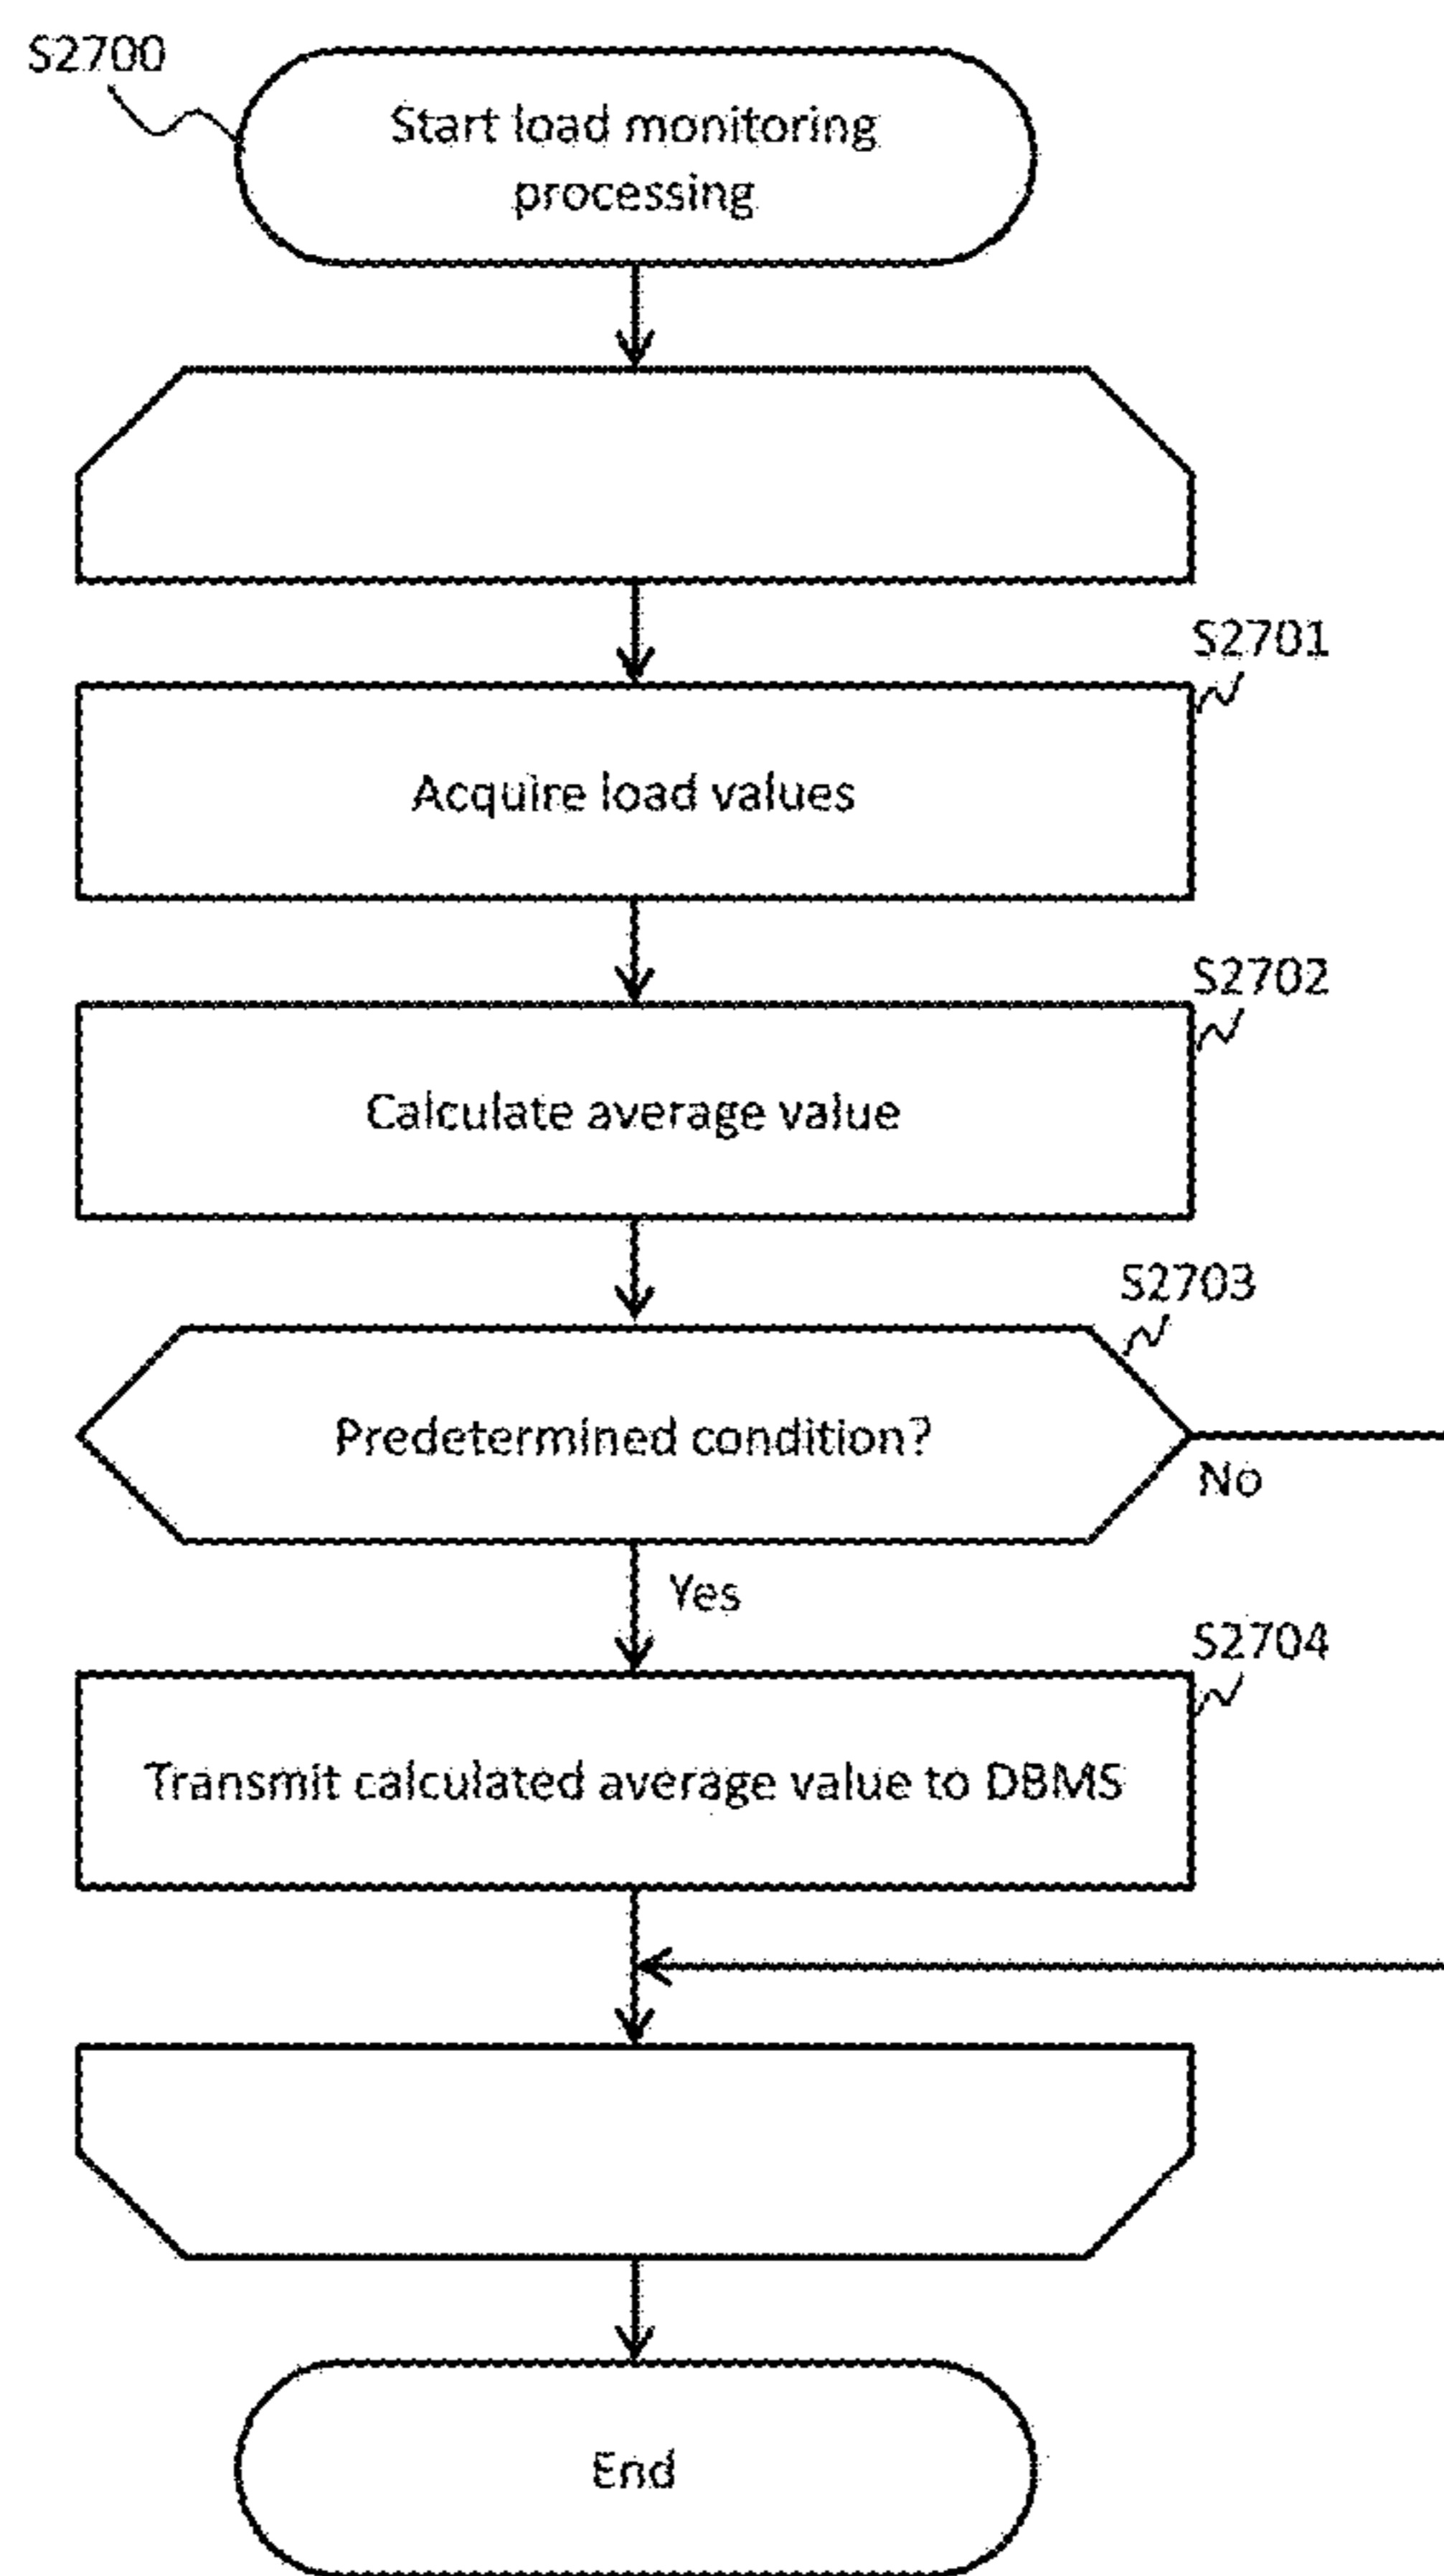 S2700
Start load monitoring
processing
S2701
Acquire load values
S2702
Calculate average value
S2703
Predetermined condition?
No
Yes
S2704
Transmit calculated average value to DBMS
End